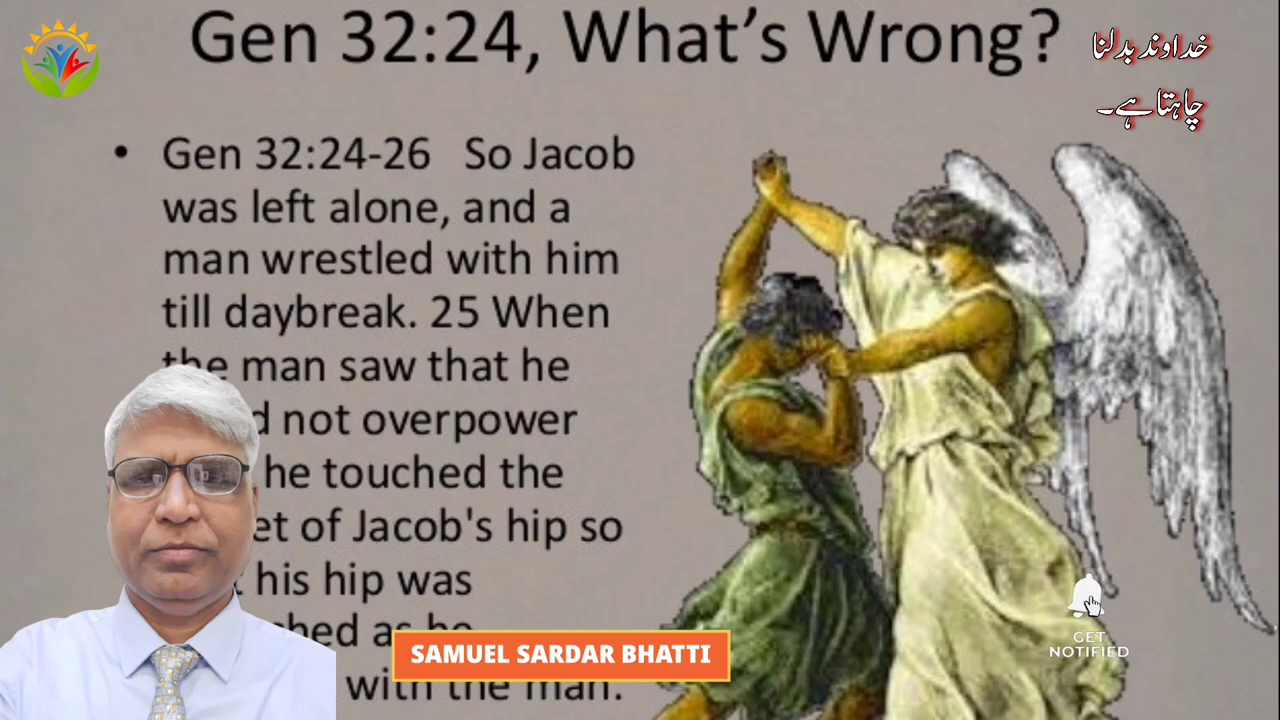 Gen 32:24, What’s Wrong?
خداوند بدلنا
چاہتا ہے۔
• Gen 32:24-26 So Jacob
was left alone, and a
man wrestled with him
till daybreak. 25 When
the man saw that he
not overpower
he touched the
of Jacob's hip so
his hip was
as he
with the man.
SAMUEL SARDAR BHATTI
GET
NOTIFIED